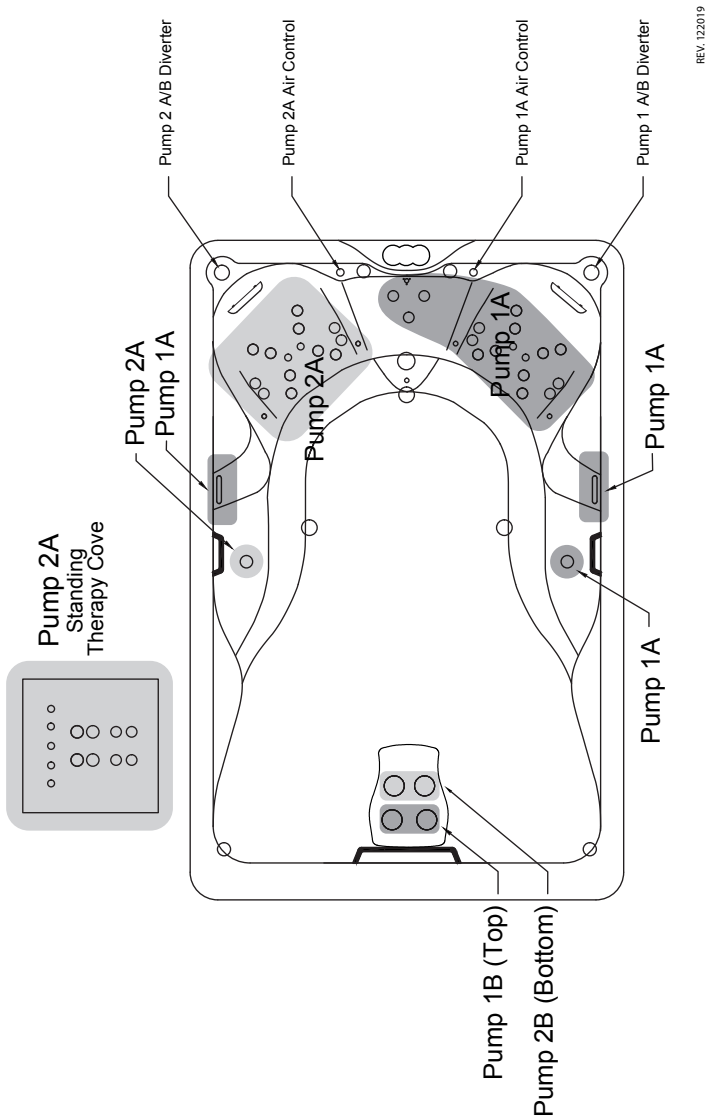 Pump 2A
Standing
Therapy Cove
Pump 2A
Pump 1A
Pump 2 A/B Diverter
Pump 2A Air Control
Pump 1A Air Control
Pump 1 A/B Diverter
Pump 2A
Pump 1A
Pump 1A
Pump 1A
Pump 1B (Top)
Pump 2B (Bottom)
REV. 122019